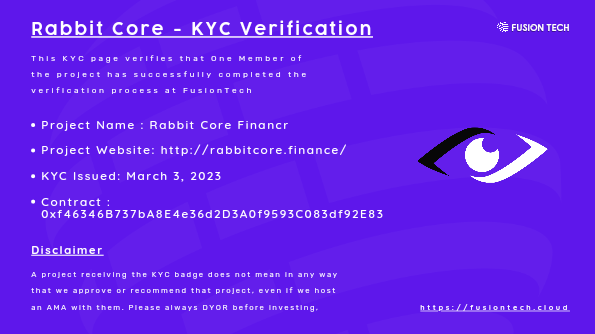 Rabbit Core - KYC Verification
FUSION TECH
This KYC page verifies that One Member of
the project has successfully completed the
verification process at FusionTech
• Project Name : Rabbit Core Financr
• Project Website: http://rabbitcore.finance/
• KYC Issued: March 3, 2023
• Contract :
0xf46346B737bA8E4e36d2D3A0f9593C083df92E83
Disclaimer
A project receiving the KYC badge does not mean in any way
that we approve or recommend that project, even if we host
an AMA with them. Please always DYOR before investing.
https://fusiontech.cloud